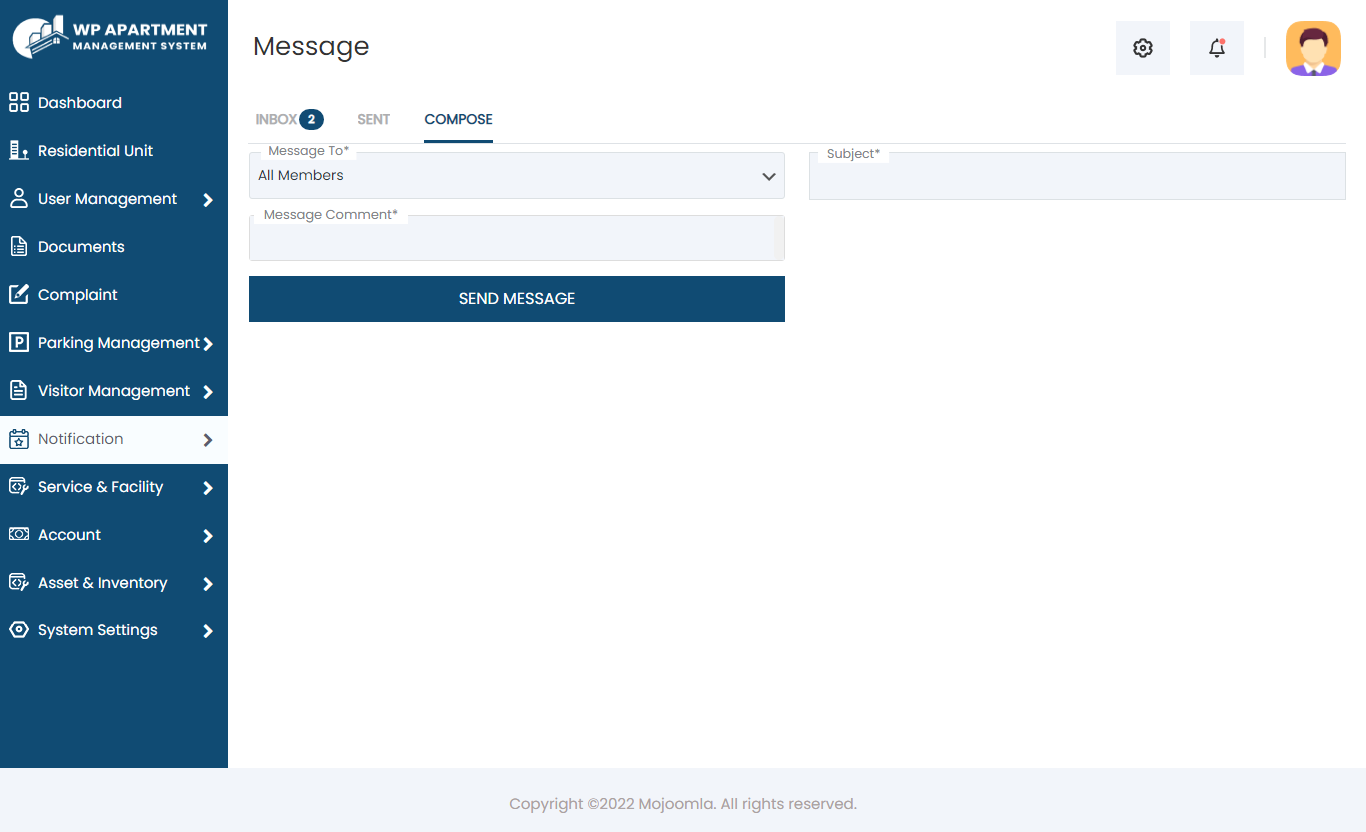 WP APARTMENT
MANAGEMENT SYSTEM
Dashboard
Residential Unit
User Management
Documents
Complaint
P Parking Management
Visitor Management
Notification
Service & Facility
Account
Asset & Inventory
System Settings
Message
INBOX 2 SENT COMPOSE
Message To*
All Members
Subject*
Message Comment*
SEND MESSAGE
Copyright ©2022 Mojoomla. All rights reserved.